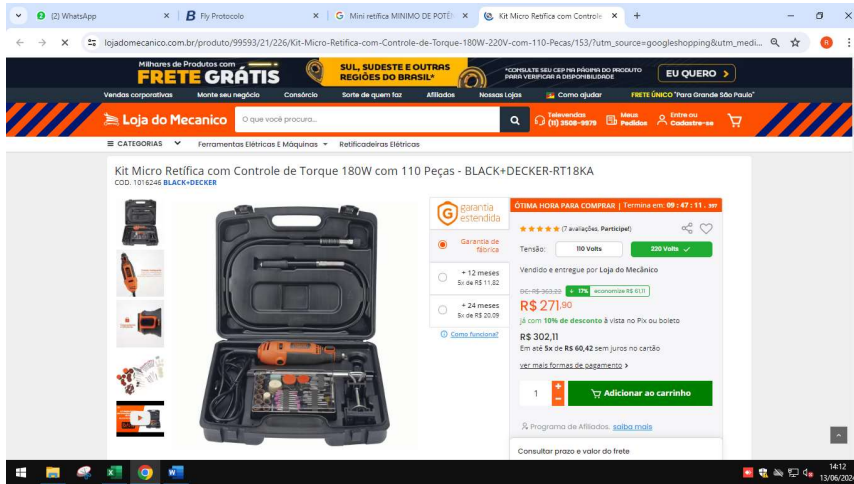 (2) WhatsApp
Fly Protocolo
Mini retífica MINIMO DE POTÊ
Kit Micro Retífica com Controle
lojadomecanico.com.br/produto/99593/21/226/Kit-Micro-Retifica-com-Controle-de-Torque-180W-220V-com-110-Pecas/153/?utm_source=googleshopping&utm_medi...
Milhares de Produtos com
FRETE GRÁTIS
SUL, SUDESTE E OUTRAS
REGIÕES DO BRASIL*
*CONSULTE SEU CEP NA PÁGINA DO PRODUTO
PARA VERIFICAR A DISPONIBILIDADE
EU QUERO
Vendas corporativas
Monte seu negócio
Consórcio
Sorte de quem faz
Afiliados
Nossas Lojas
Como ajudar
FRETE ÚNICO "Para Grande São Paulo"
Loja do Mecanico
O que você procura...
Televendas
(11) 3508-9979
Meus
Pedidos
Entre ou
Cadastre-se
CATEGORIAS
Ferramentas Elétricas E Máquinas
Retificadeiras Elétricas
Kit Micro Retífica com Controle de Torque 180W com 110 Peças - BLACK+DECKER-RT18KA
COD. 1016246 BLACK+DECKER
garantia
estendida
Garantia de
fábrica
+ 12 meses
5x de R$ 11,82
+ 24 meses
5x de R$ 20,09
Como funciona?
ÓTIMA HORA PARA COMPRAR | Termina em: 09 : 47 : 11 . 397
(7 avaliações. Participe!)
Tensão:
110 Volts
220 Volts
Vendido e entregue por Loja do Mecânico
DE: R$ 363,22
17%
economize R$ 61,11
R$ 271,90
já com 10% de desconto à vista no Pix ou boleto
R$ 302,11
Em até 5x de R$ 60,42 sem juros no cartão
ver mais formas de pagamento
1
Adicionar ao carrinho
Programa de Afiliados. saiba mais
Consultar prazo e valor do frete
14:12
13/06/2024